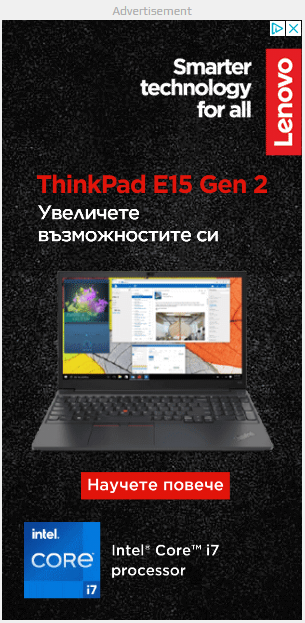 Advertisement
Smarter
technology
for all
Lenovo
ThinkPad E15 Gen 2
Увеличете
възможностите си
Научете повече
intel.
CORE
i7
Intel® Core™ i7
processor